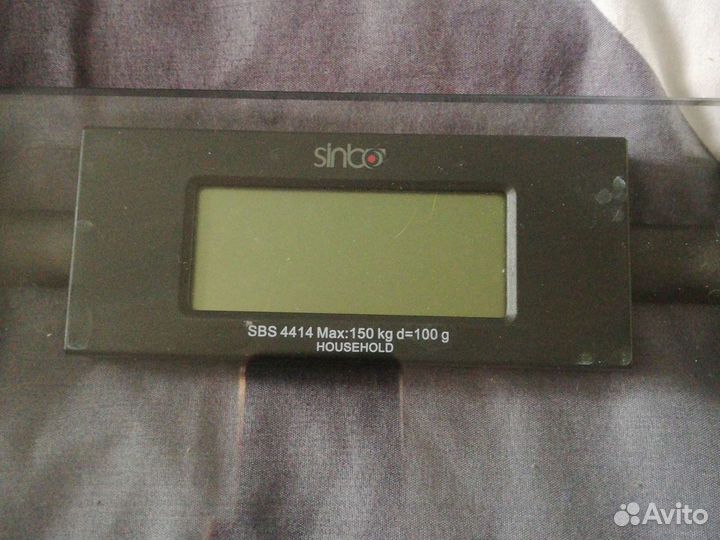 sinbo
SBS 4414 Max:150 kg d=100 g
HOUSEHOLD
Avito